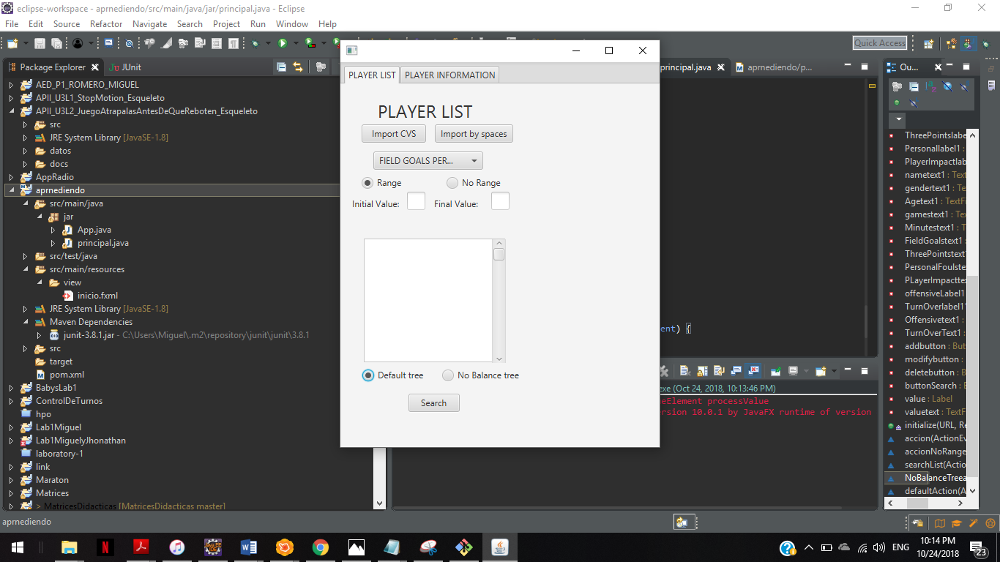 eclipse-workspace - aprnediendo/src/main/java/jar/principal.java - Eclipse
File Edit Source Refactor Navigate Search Project Run Window Help
Quick Access
Package Explorer JUnit
AED_P1_ROMERO_MIGUEL
APII_U3L1_StopMotion_Esqueleto
APII_U3L2_JuegoAtrapalasAntesDeQueReboten_Esqueleto
src
JRE System Library [JavaSE-1.8]
datos
docs
AppRadio
aprnediendo
src/main/java
jar
App.java
principal.java
src/test/java
src/main/resources
view
inicio.fxml
JRE System Library [JavaSE-1.8]
Maven Dependencies
junit-3.8.1.jar - C:\Users\Miguel\.m2\repository\junit\junit\3.8.1
src
target
pom.xml
BabysLab1
ControlDeTurnos
hpo
Lab1Miguel
Lab1MiguelyJhonathan
laboratory-1
link
Maraton
Matrices
> MatricesDidacticas [MatricesDidacticas master]
PLAYER LIST PLAYER INFORMATION
PLAYER LIST
Import CVS Import by spaces
FIELD GOALS PER...
Range No Range
Initial Value: Final Value:
Default tree No Balance tree
Search
principal.java aprnediendo/p...
ent) {
exe (Oct 24, 2018, 10:13:46 PM)
eElement processValue
rsion 10.0.1 by JavaFX runtime of version
Ou...
ThreePointslabe
Personallabel1 :
PlayerImpactlab
nametext1 : Text
gendertext1 : Te
Agetext1 : TextFi
gamestext1 : Tex
Minutestext1 : T
FieldGoalstext1 :
ThreePointstext
PersonalFoulste
PLayerImpacttex
offensiveLabel1
TurnOverlabel11
Offensivetext1 :
TurnOverText1 :
addbutton : Butt
modifybutton :
deletebutton : B
buttonSearch : B
value : Label
valuetext : TextF
initialize(URL, Re
accion(ActionEv
accionNoRange
searchList(Actio
NoBalanceTreea
defaultAction(A
aprnediendo
ENG
10:14 PM
10/24/2018
23